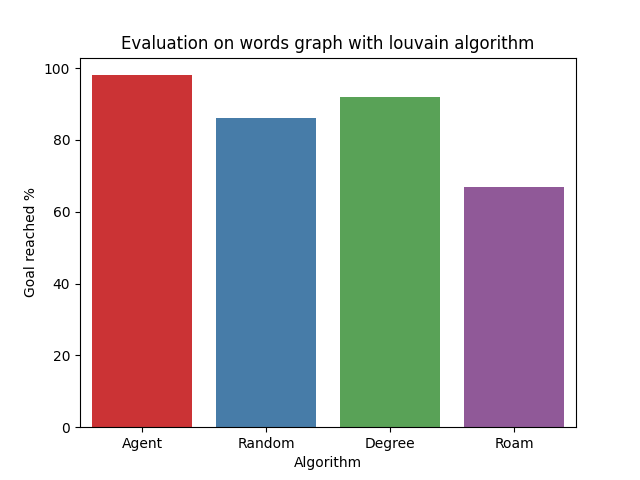 Evaluation on words graph with louvain algorithm
100
80
60
40
20
0
Goal reached %
Agent Random Degree Roam
Algorithm